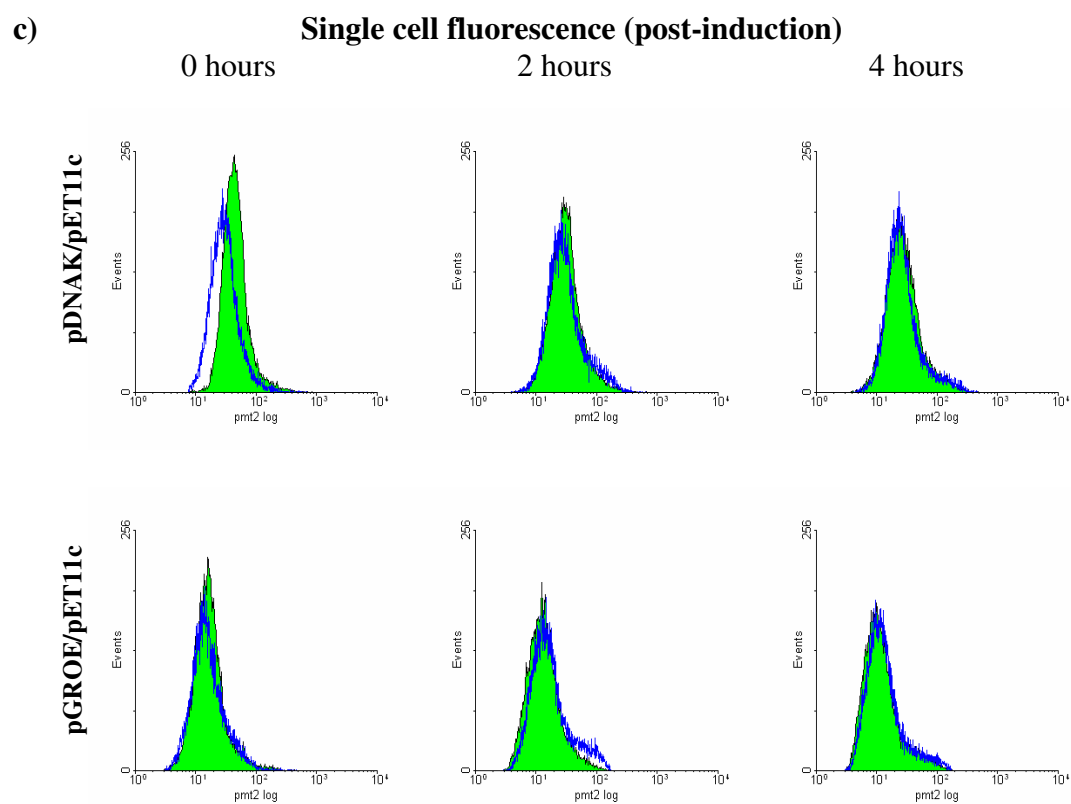 c) Single cell fluorescence (post-induction)
0 hours 2 hours 4 hours
pDNAK/pET11c
256 256 256
Events Events Events
0 0 0
10⁰ 10¹ 10² 10³ 10⁴ 10⁰ 10¹ 10² 10³ 10⁴ 10⁰ 10¹ 10² 10³ 10⁴
pmt2 log pmt2 log pmt2 log
pGROE/pET11c
256 256 256
Events Events Events
0 0 0
10⁰ 10¹ 10² 10³ 10⁴ 10⁰ 10¹ 10² 10³ 10⁴ 10⁰ 10¹ 10² 10³ 10⁴
pmt2 log pmt2 log pmt2 log